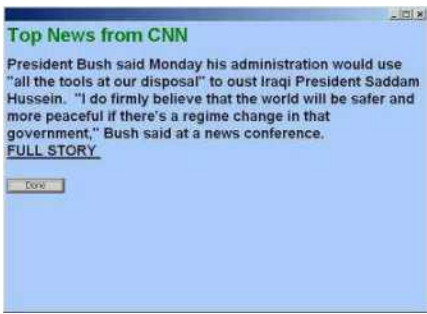 Top News from CNN
President Bush said Monday his administration would use
"all the tools at our disposal" to oust Iraqi President Saddam
Hussein. "I do firmly believe that the world will be safer and
more peaceful if there's a regime change in that
government," Bush said at a news conference.
FULL STORY
Done